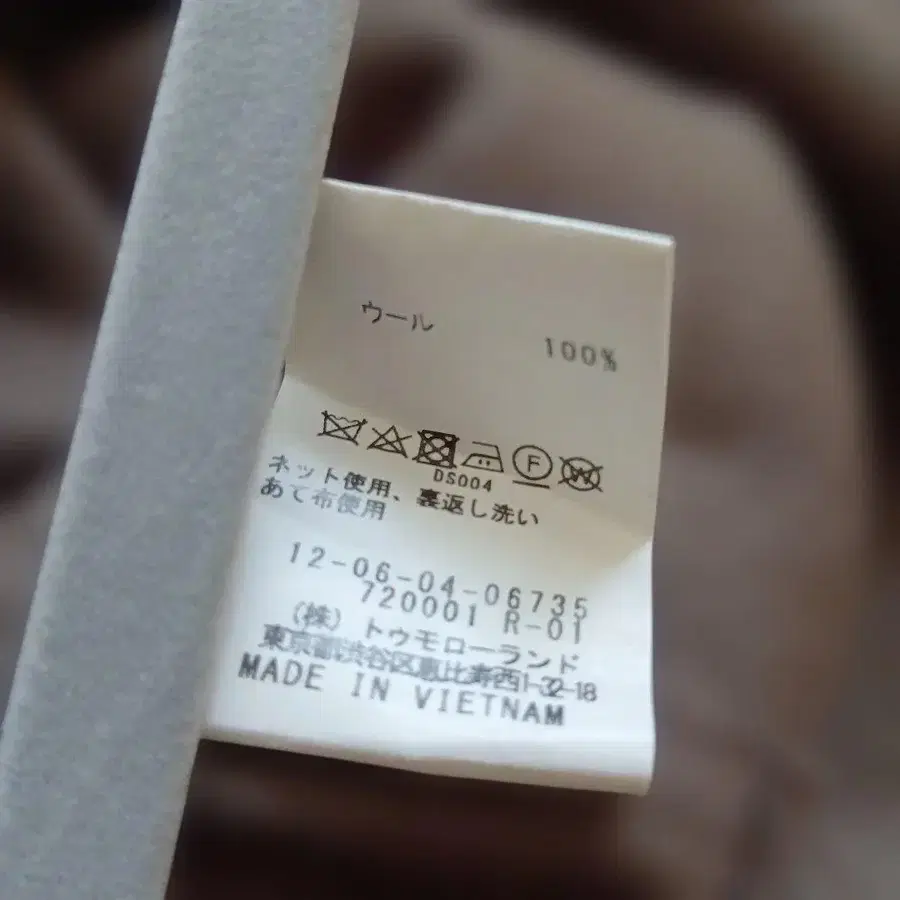 ウール
100%
F W
DS004
ネット使用、裏返し洗い
あて布使用
12-06-04-06735
720001 R-01
(株) トゥモローランド
東京都渋谷区恵比寿西1-32-18
MADE IN VIETNAM